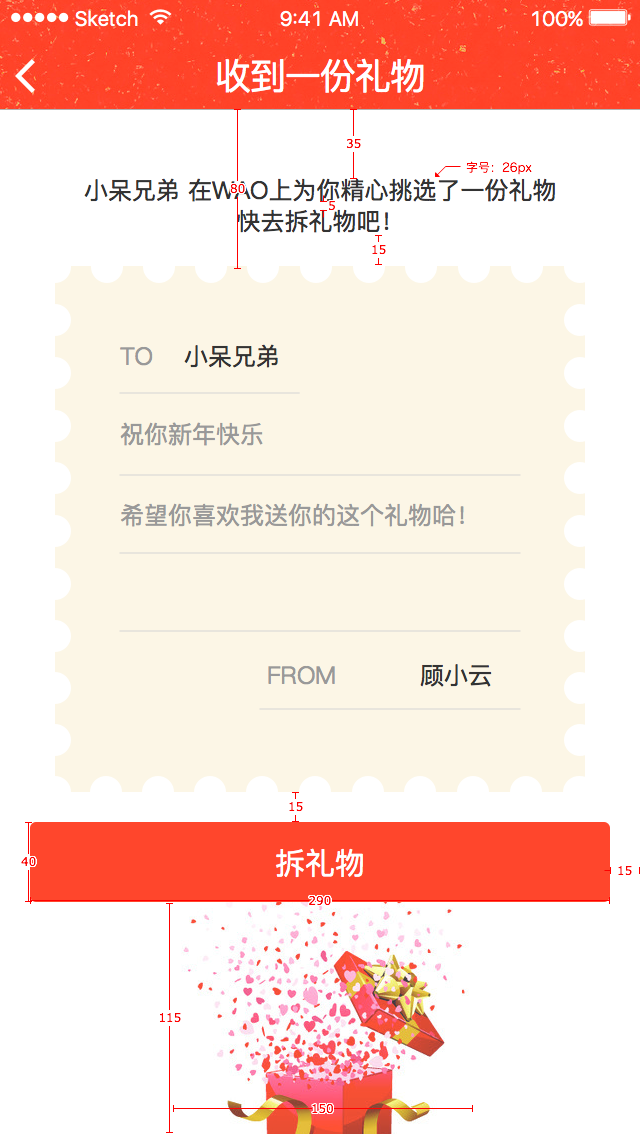 Sketch 9:41 AM 100%
收到一份礼物
35
字号：26px
80
小呆兄弟 在WAO上为你精心挑选了一份礼物
5
快去拆礼物吧！
15
TO 小呆兄弟
祝你新年快乐
希望你喜欢我送你的这个礼物哈！
FROM 顾小云
15
40
拆礼物
15
290
115
150